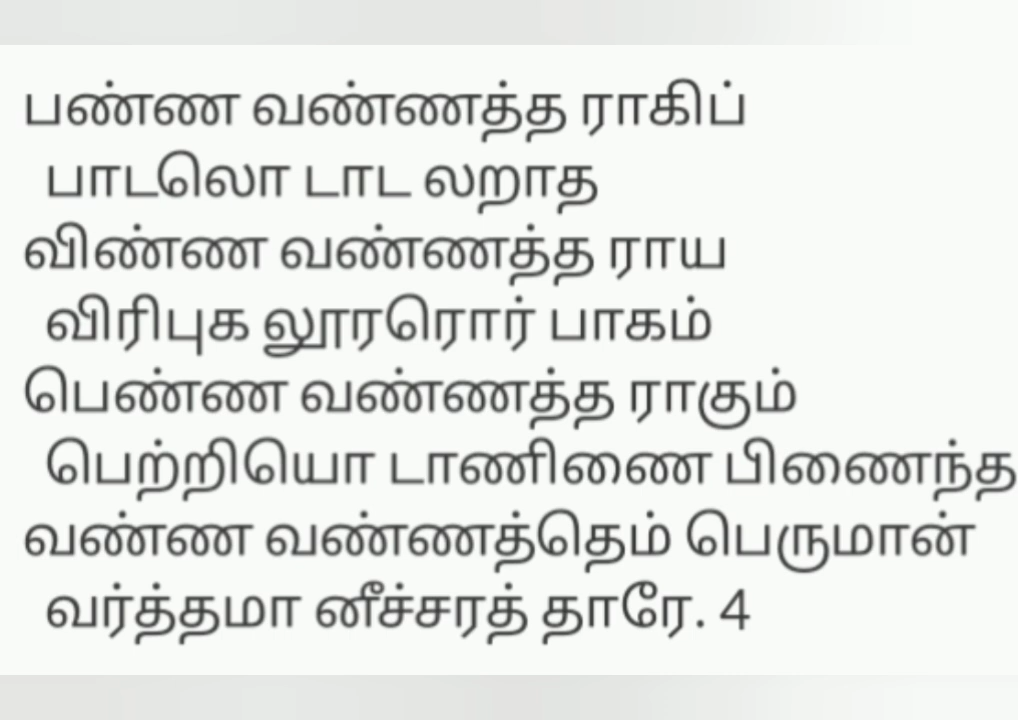 பண்ண வண்ணத்த ராகிப்
பாடலொ டாட லறாத
விண்ண வண்ணத்த ராய
விரிபுக லூரரொர் பாகம்
பெண்ண வண்ணத்த ராகும்
பெற்றியொ டாணிணை பிணைந்த
வண்ண வண்ணத்தெம் பெருமான்
வர்த்தமா னீச்சரத் தாரே. 4